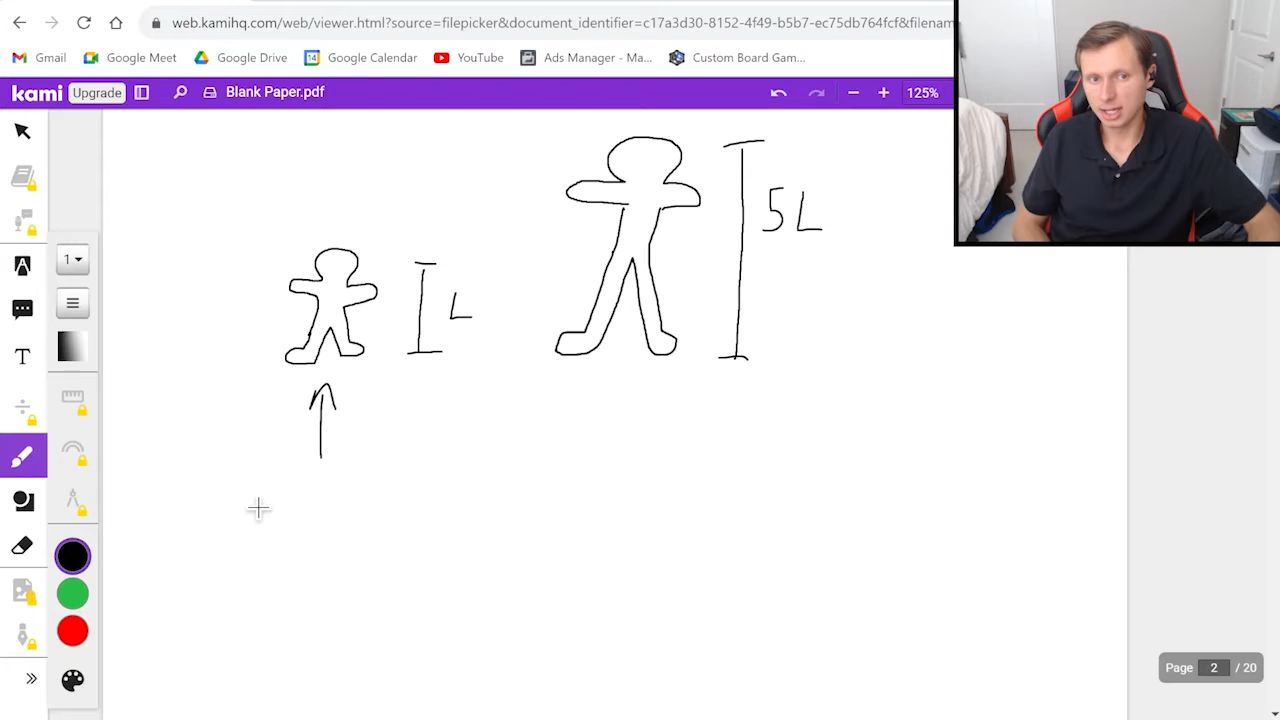 web.kamihq.com/web/viewer.html?source=filepicker&document_identifier=c17a3d30-8152-4f49-b5b7-ec75db764fcf&filenam
Gmail Google Meet Google Drive 14 Google Calendar YouTube Ads Manager - Ma... Custom Board Gam...
kami Upgrade Blank Paper.pdf 125%
A
T
1
5L
L
Page 2 / 20